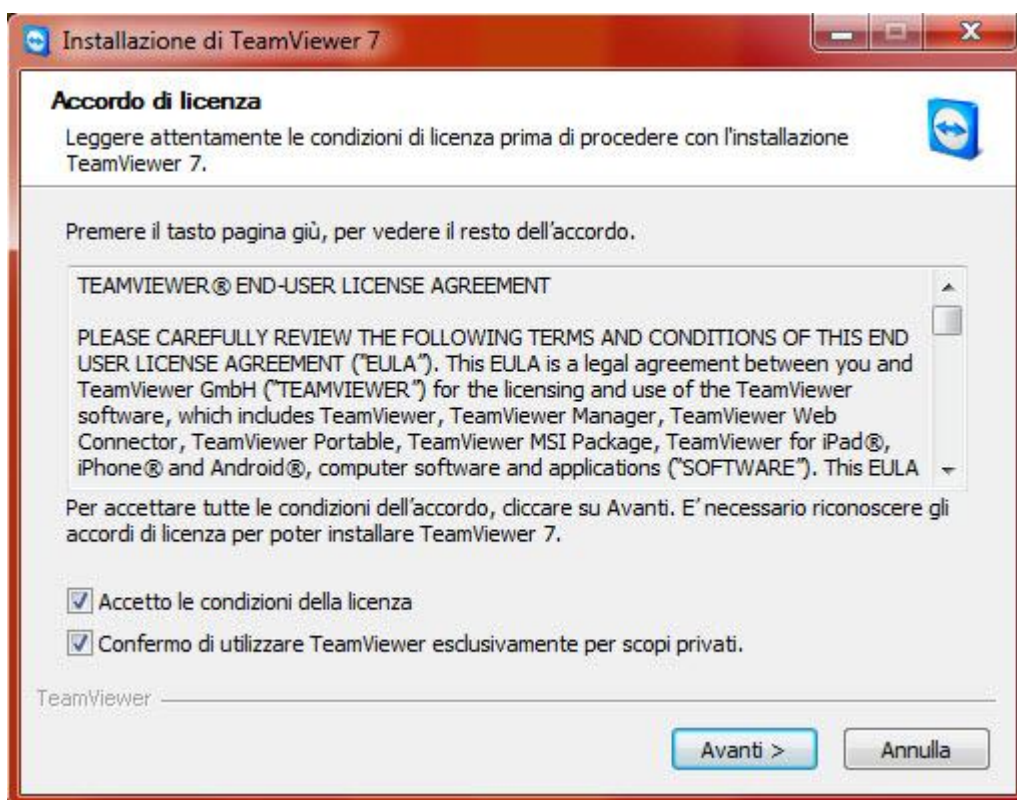 Installazione di TeamViewer 7
Accordo di licenza
Leggere attentamente le condizioni di licenza prima di procedere con l'installazione
TeamViewer 7.
Premere il tasto pagina giù, per vedere il resto dell'accordo.
TEAMVIEWER® END-USER LICENSE AGREEMENT
PLEASE CAREFULLY REVIEW THE FOLLOWING TERMS AND CONDITIONS OF THIS END
USER LICENSE AGREEMENT ("EULA"). This EULA is a legal agreement between you and
TeamViewer GmbH ("TEAMVIEWER") for the licensing and use of the TeamViewer
software, which includes TeamViewer, TeamViewer Manager, TeamViewer Web
Connector, TeamViewer Portable, TeamViewer MSI Package, TeamViewer for iPad®,
iPhone® and Android®, computer software and applications ("SOFTWARE"). This EULA
Per accettare tutte le condizioni dell'accordo, cliccare su Avanti. E' necessario riconoscere gli
accordi di licenza per poter installare TeamViewer 7.
Accetto le condizioni della licenza
Confermo di utilizzare TeamViewer esclusivamente per scopi privati.
TeamViewer
Avanti >
Annulla